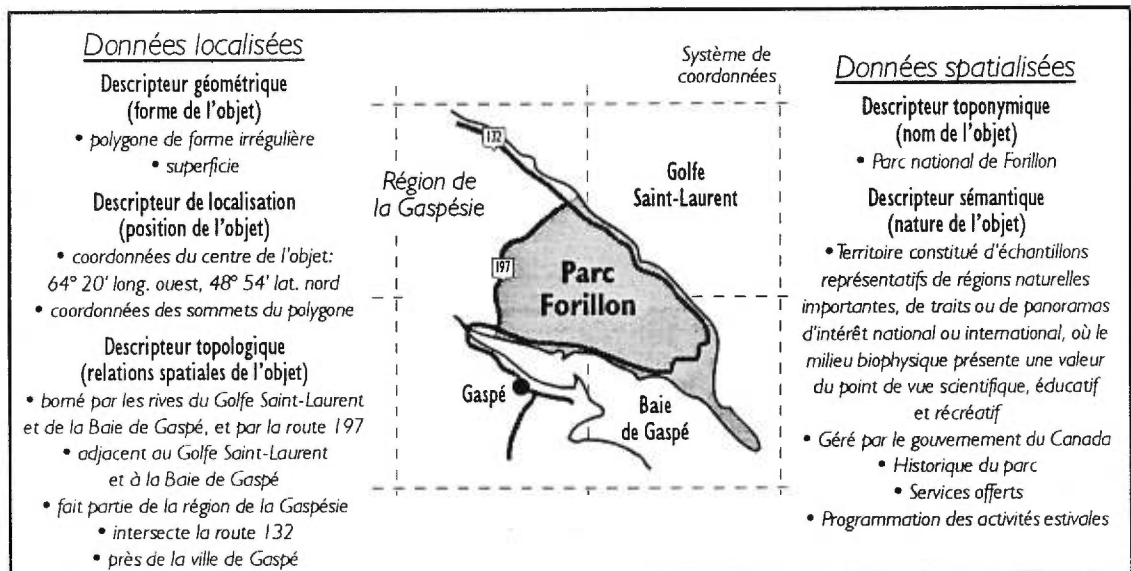 Données localisées
Descripteur géométrique
(forme de l'objet)
• polygone de forme irrégulière
• superficie
Descripteur de localisation
(position de l'objet)
• coordonnées du centre de l'objet:
64° 20' long. ouest, 48° 54' lat. nord
• coordonnées des sommets du polygone
Descripteur topologique
(relations spatiales de l'objet)
• borné par les rives du Golfe Saint-Laurent
et de la Baie de Gaspé, et par la route 197
• adjacent au Golfe Saint-Laurent
et à la Baie de Gaspé
• fait partie de la région de la Gaspésie
• intersecte la route 132
• près de la ville de Gaspé
Système de
coordonnées
132
Région de
la Gaspésie
Golfe
Saint-Laurent
197
Parc
Forillon
Gaspé
Baie
de Gaspé
Données spatialisées
Descripteur toponymique
(nom de l'objet)
• Parc national de Forillon
Descripteur sémantique
(nature de l'objet)
• Territoire constitué d'échantillons
représentatifs de régions naturelles
importantes, de traits ou de panoramas
d'intérêt national ou international, où le
milieu biophysique présente une valeur
du point de vue scientifique, éducatif
et récréatif
• Géré par le gouvernement du Canada
• Historique du parc
• Services offerts
• Programmation des activités estivales